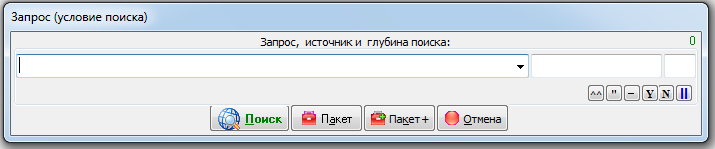 Запрос (условие поиска)
Запрос, источник и глубина поиска: 0
^^ " – Y N ||
Поиск Пакет Пакет+ Отмена